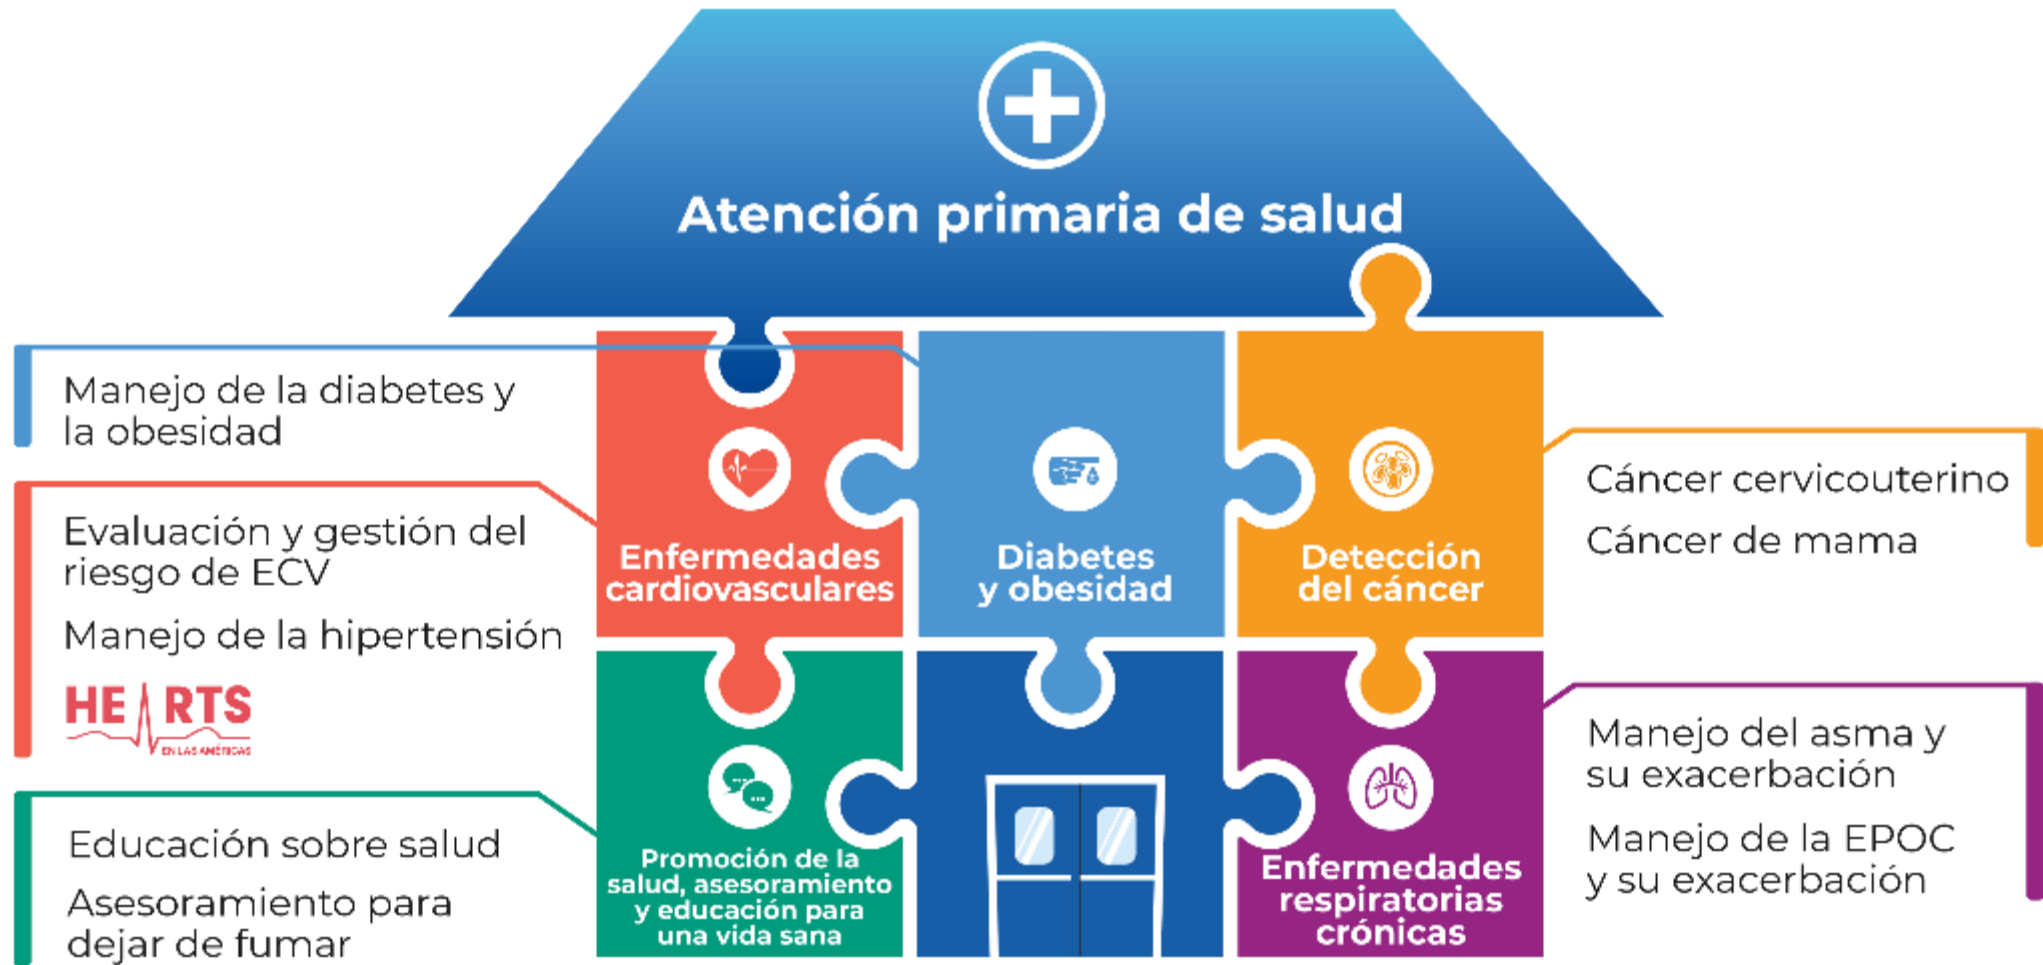 Atención primaria de salud
Manejo de la diabetes y
la obesidad
Evaluación y gestión del
riesgo de ECV
Manejo de la hipertensión
HEARTS
EN LAS AMÉRICAS
Educación sobre salud
Asesoramiento para
dejar de fumar
Enfermedades
cardiovasculares
Diabetes
y obesidad
Detección
del cáncer
Promoción de la
salud, asesoramiento
y educación para
una vida sana
Enfermedades
respiratorias
crónicas
Cáncer cervicouterino
Cáncer de mama
Manejo del asma y
su exacerbación
Manejo de la EPOC
y su exacerbación